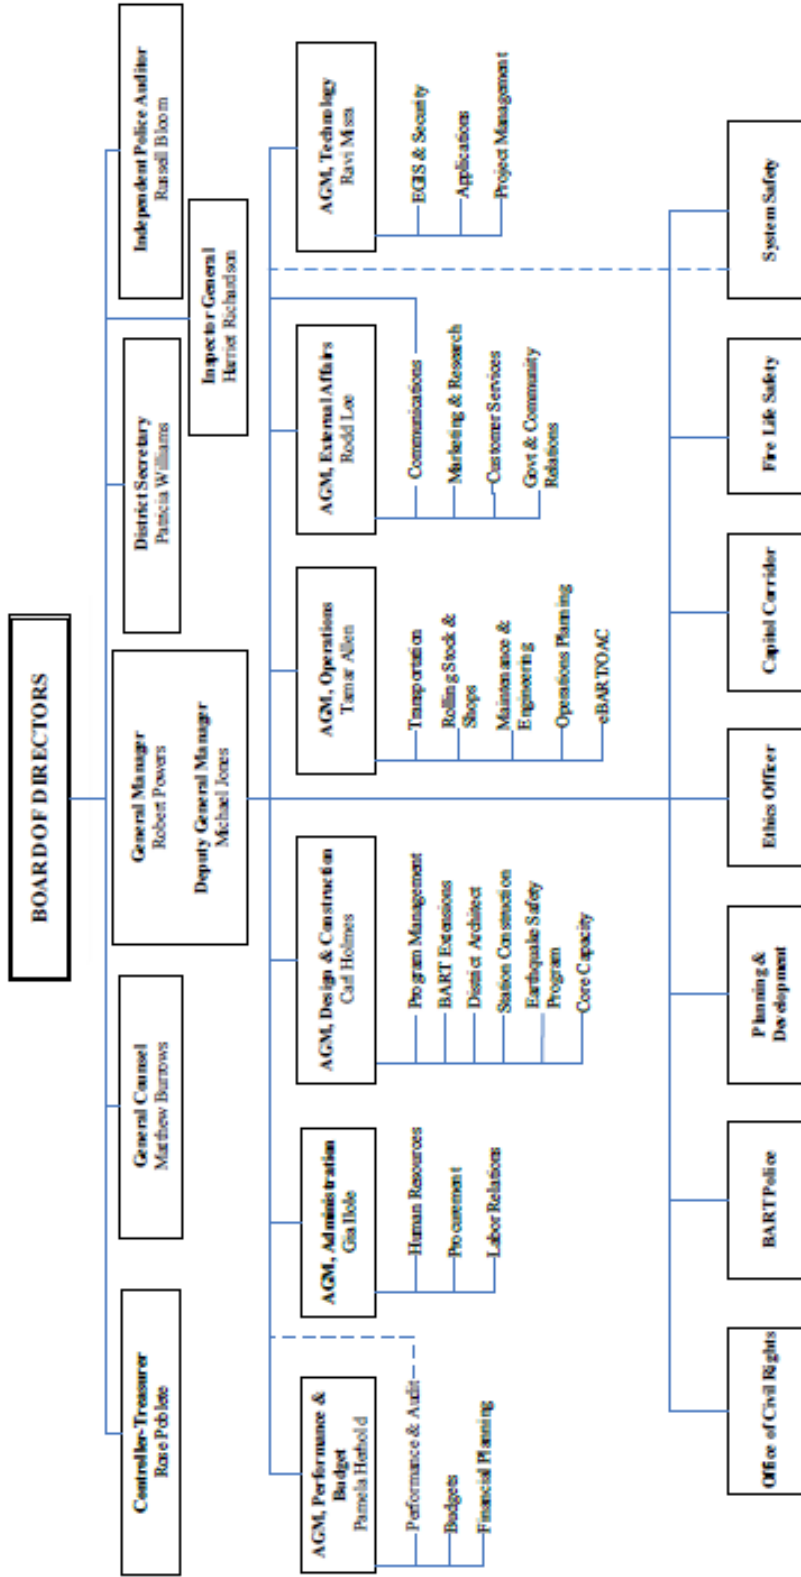 BOARD OF DIRECTORS
Controller-Treasurer
Rose Poblete
General Counsel
Matthew Burrows
General Manager
Robert Powers
Deputy General Manager
Michael Jones
District Secretary
Patricia Williams
Independent Police Auditor
Russell Bloom
Inspector General
Harriet Richardson
AGM, Performance &
Budget
Pamela Herhold
Performance & Audit
Budgets
Financial Planning
AGM, Administration
Gia Ilole
Human Resources
Procurement
Labor Relations
AGM, Design & Construction
Carl Holmes
Program Management
BART Extensions
District Architect
Station Construction
Earthquake Safety
Program
Core Capacity
AGM, Operations
Tamar Allen
Transportation
Rolling Stock &
Shops
Maintenance &
Engineering
Operations Planning
eBART/OAC
AGM, External Affairs
Rodd Lee
Communications
Marketing & Research
Customer Services
Govt & Community
Relations
AGM, Technology
Ravi Misra
EGIS & Security
Applications
Project Management
Office of Civil Rights
BART Police
Planning &
Development
Ethics Officer
Capitol Corridor
Fire Life Safety
System Safety